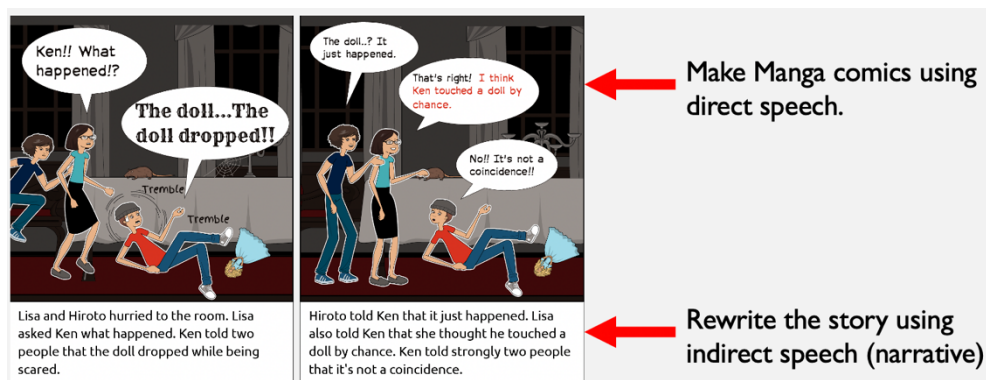 Ken!! What
happened!?
The doll...The
doll dropped!!
Tremble
Tremble
Lisa and Hiroto hurried to the room. Lisa
asked Ken what happened. Ken told two
people that the doll dropped while being
scared.
The doll..? It
just happened.
That's right! I think
Ken touched a doll by
chance.
No!! It's not a
coincidence!!
Hiroto told Ken that it just happened. Lisa
also told Ken that she thought he touched a
doll by chance. Ken told strongly two people
that it's not a coincidence.
Make Manga comics using
direct speech.
Rewrite the story using
indirect speech (narrative)